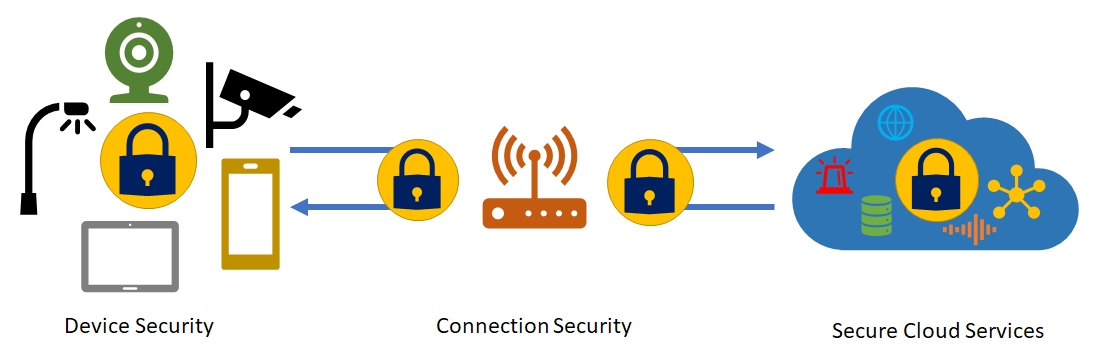 Device Security
Connection Security
Secure Cloud Services